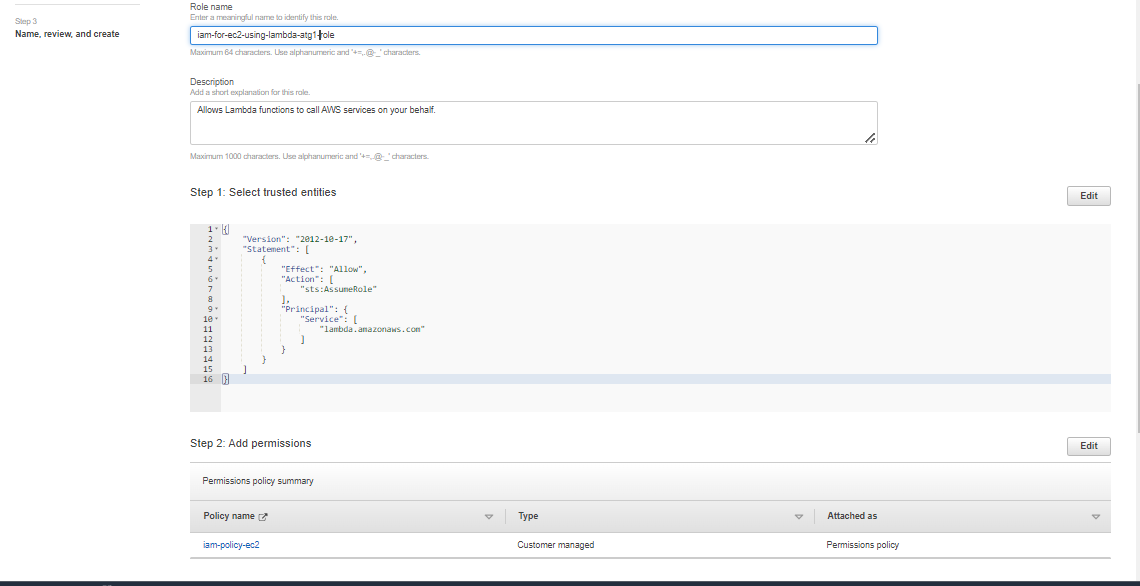 Role name
Step 3
Enter a meaningful name to identify this role.
Name, review, and create
iam-for-ec2-using-lambda-atg1-role
Maximum 64 characters. Use alphanumeric and '+=,.@-_' characters.
Description
Add a short explanation for this role.
Allows Lambda functions to call AWS services on your behalf.
Maximum 1000 characters. Use alphanumeric and '+=,.@-_' characters.
Step 1: Select trusted entities
Edit
1 {
2 "Version": "2012-10-17",
3 "Statement": [
4 {
5 "Effect": "Allow",
6 "Action": [
7 "sts:AssumeRole"
8 ],
9 "Principal": {
10 "Service": [
11 "lambda.amazonaws.com"
12 ]
13 }
14 }
15 ]
16 }
Step 2: Add permissions
Edit
Permissions policy summary
Policy name Type Attached as
iam-policy-ec2 Customer managed Permissions policy